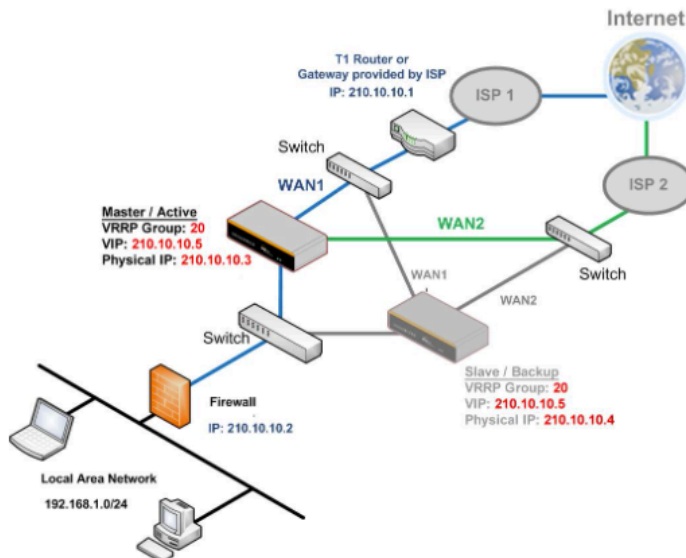 Internet
T1 Router or
Gateway provided by ISP
IP: 210.10.10.1
ISP 1
Switch
WAN1
ISP 2
Master / Active
VRRP Group: 20
VIP: 210.10.10.5
Physical IP: 210.10.10.3
WAN2
Switch
WAN1
WAN2
Switch
Slave / Backup
VRRP Group: 20
VIP: 210.10.10.5
Physical IP: 210.10.10.4
Firewall
IP: 210.10.10.2
Local Area Network
192.168.1.0/24